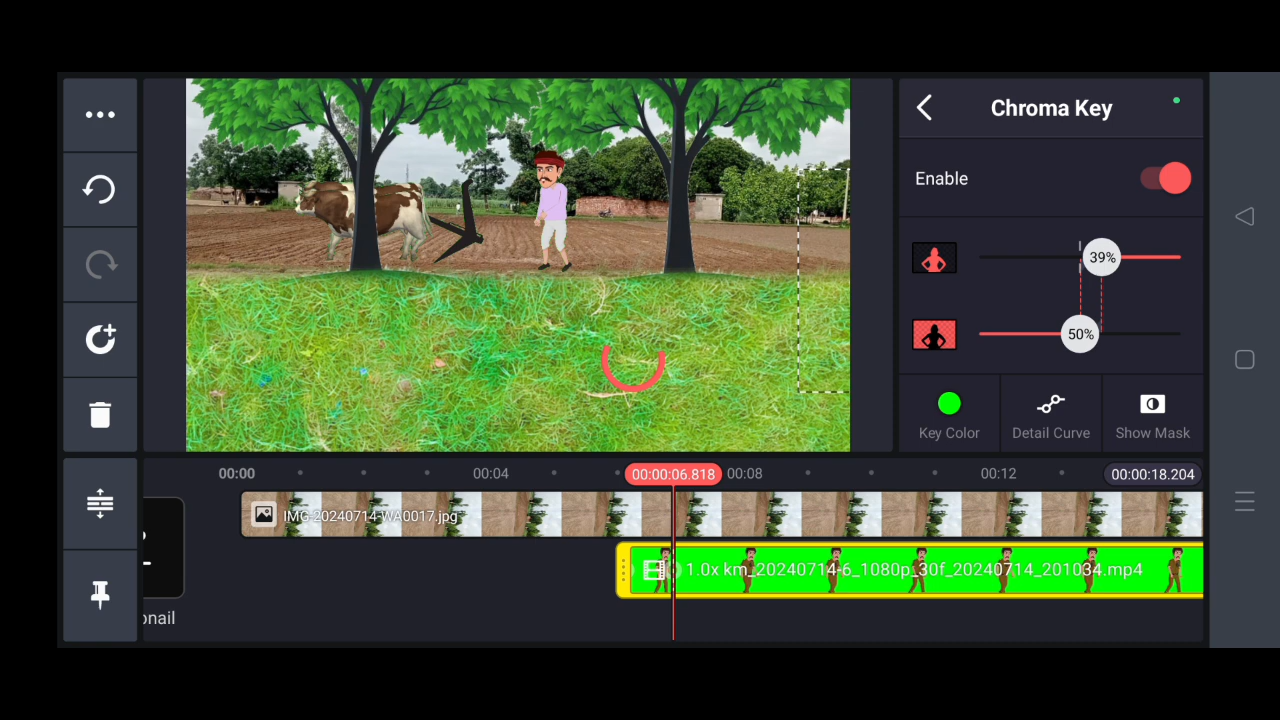 Chroma Key
Enable
39%
50%
Key Color
Detail Curve
Show Mask
00:00
00:04
00:00:06.818
00:08
00:12
00:00:18.204
IMG-20240714-WA0017.jpg
1.0x km_20240714-6_1080p_30f_20240714_201034.mp4
onail